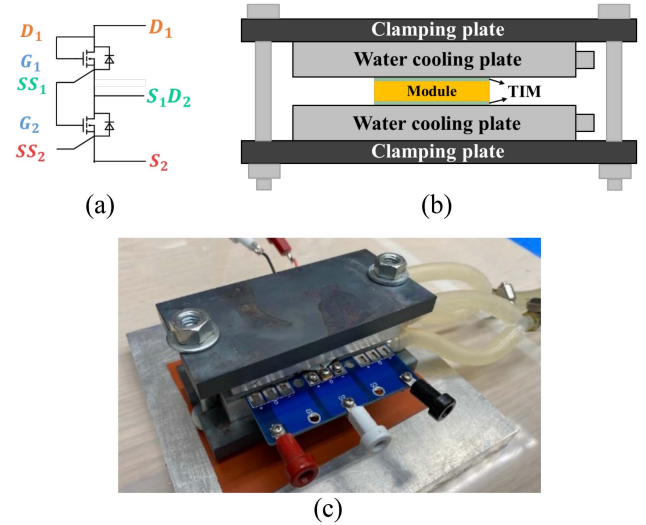 D₁ D₁
G₁
SS₁
S₁D₂
G₂
SS₂
S₂
(a)
Clamping plate
Water cooling plate
Module TIM
Water cooling plate
Clamping plate
(b)
(c)